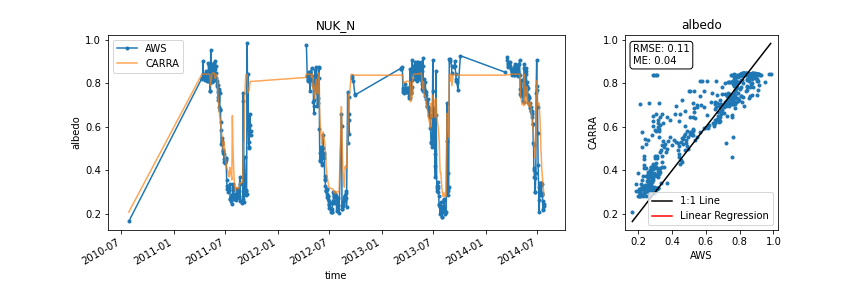 NUK_N
albedo
1.0
0.8
0.6
0.4
0.2
AWS
CARRA
2010-07
2011-01
2011-07
2012-01
2012-07
2013-01
2013-07
2014-01
2014-07
time
albedo
CARRA
1.0
0.8
0.6
0.4
0.2
RMSE: 0.11
ME: 0.04
1:1 Line
Linear Regression
0.2
0.4
0.6
0.8
1.0
AWS